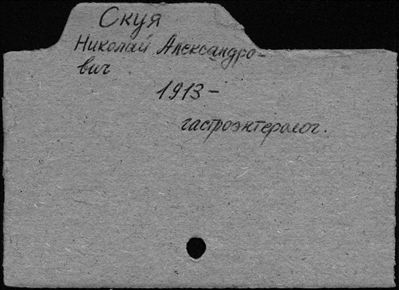 Скуя
Николай Александро-
вич
1913-
гастроэнтеролог.